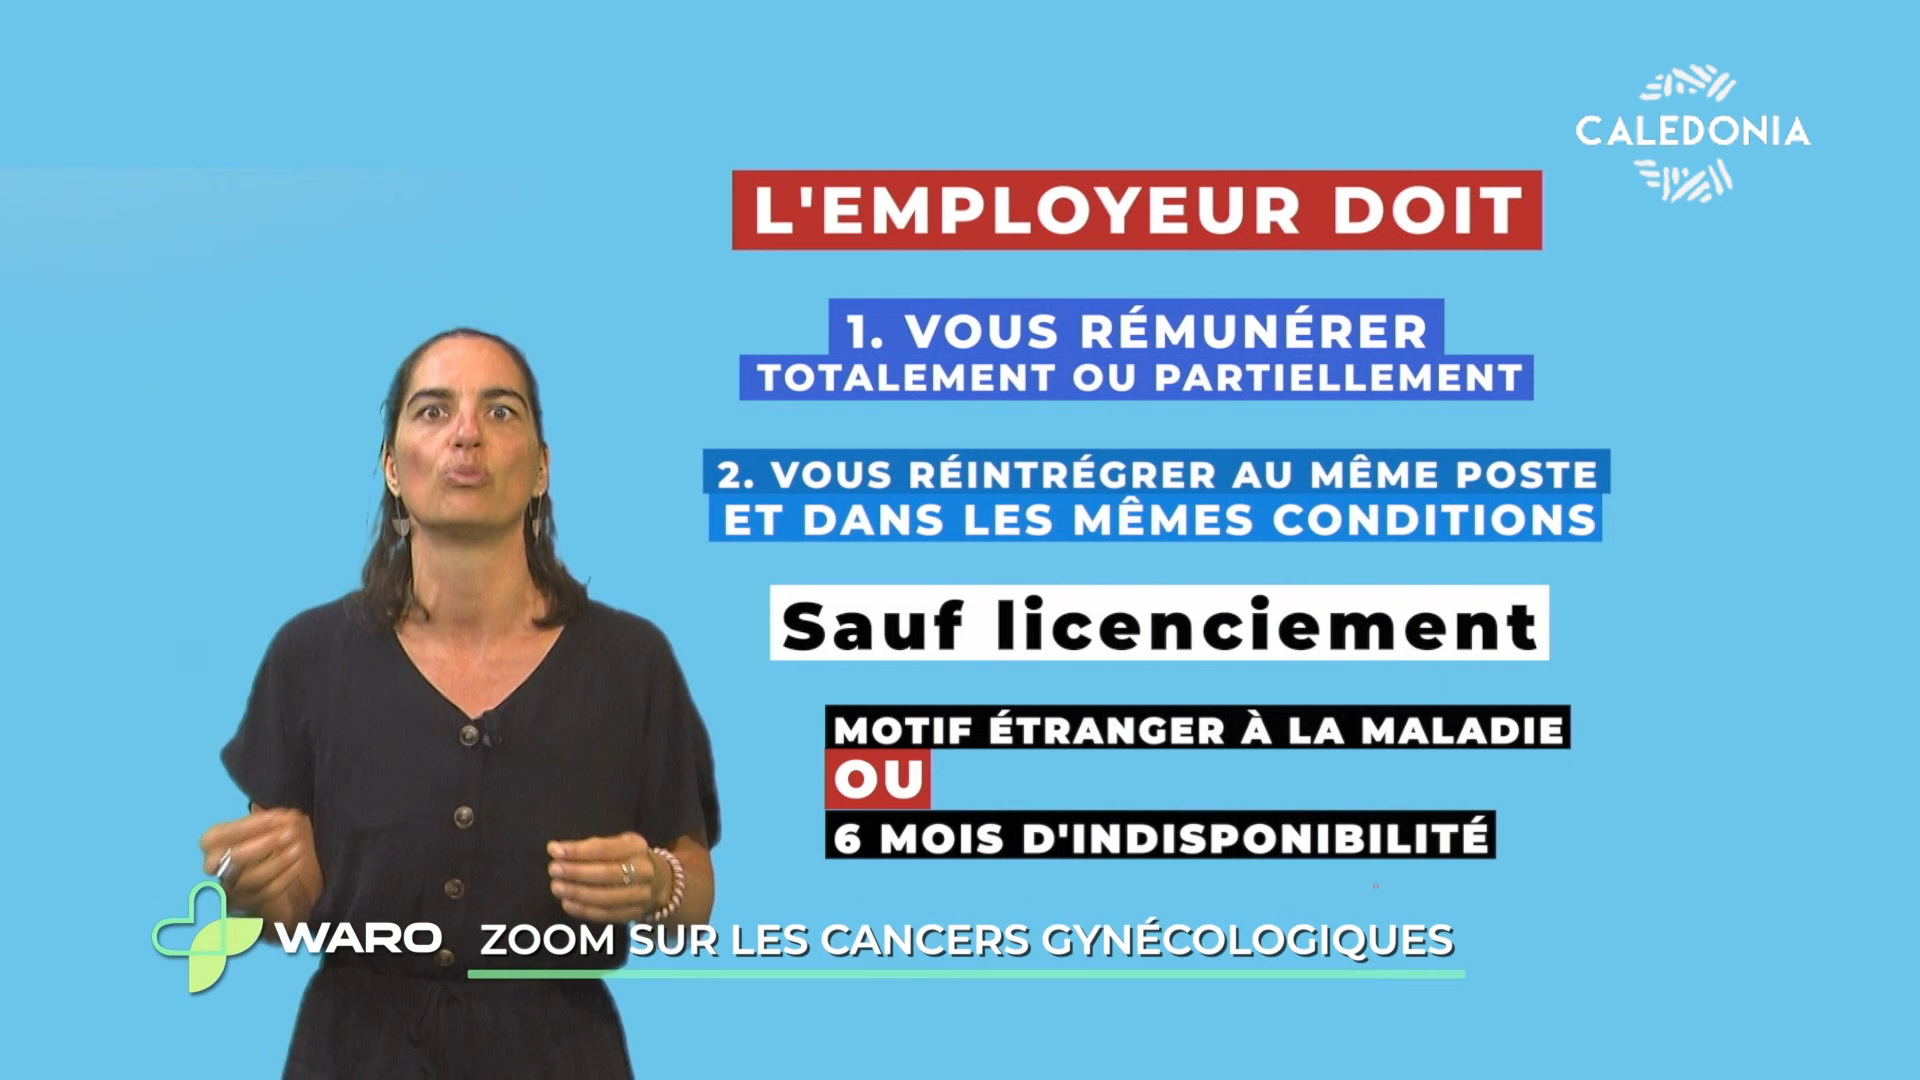 CALEDONIA
L'EMPLOYEUR DOIT
1. VOUS RÉMUNÉRER
TOTALEMENT OU PARTIELLEMENT
2. VOUS RÉINTRÉGRER AU MÊME POSTE
ET DANS LES MÊMES CONDITIONS
Sauf licenciement
MOTIF ÉTRANGER À LA MALADIE
OU
6 MOIS D'INDISPONIBILITÉ
WARO ZOOM SUR LES CANCERS GYNÉCOLOGIQUES